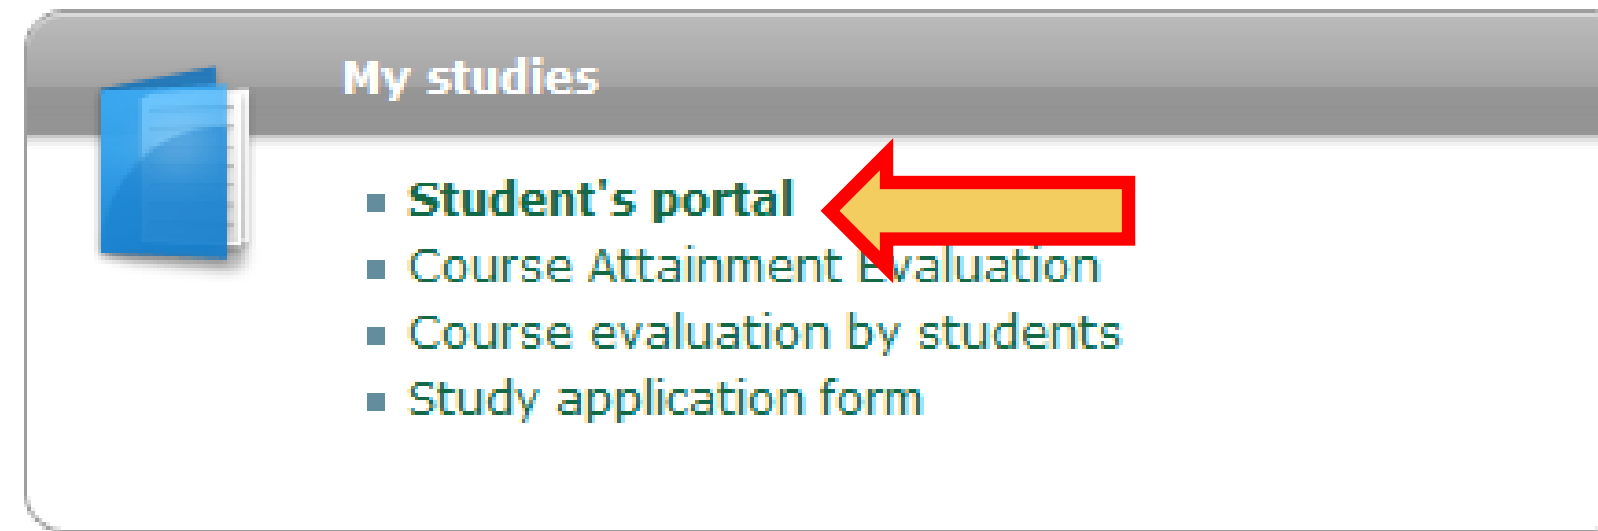 My studies
Student's portal
Course Attainment Evaluation
Course evaluation by students
Study application form